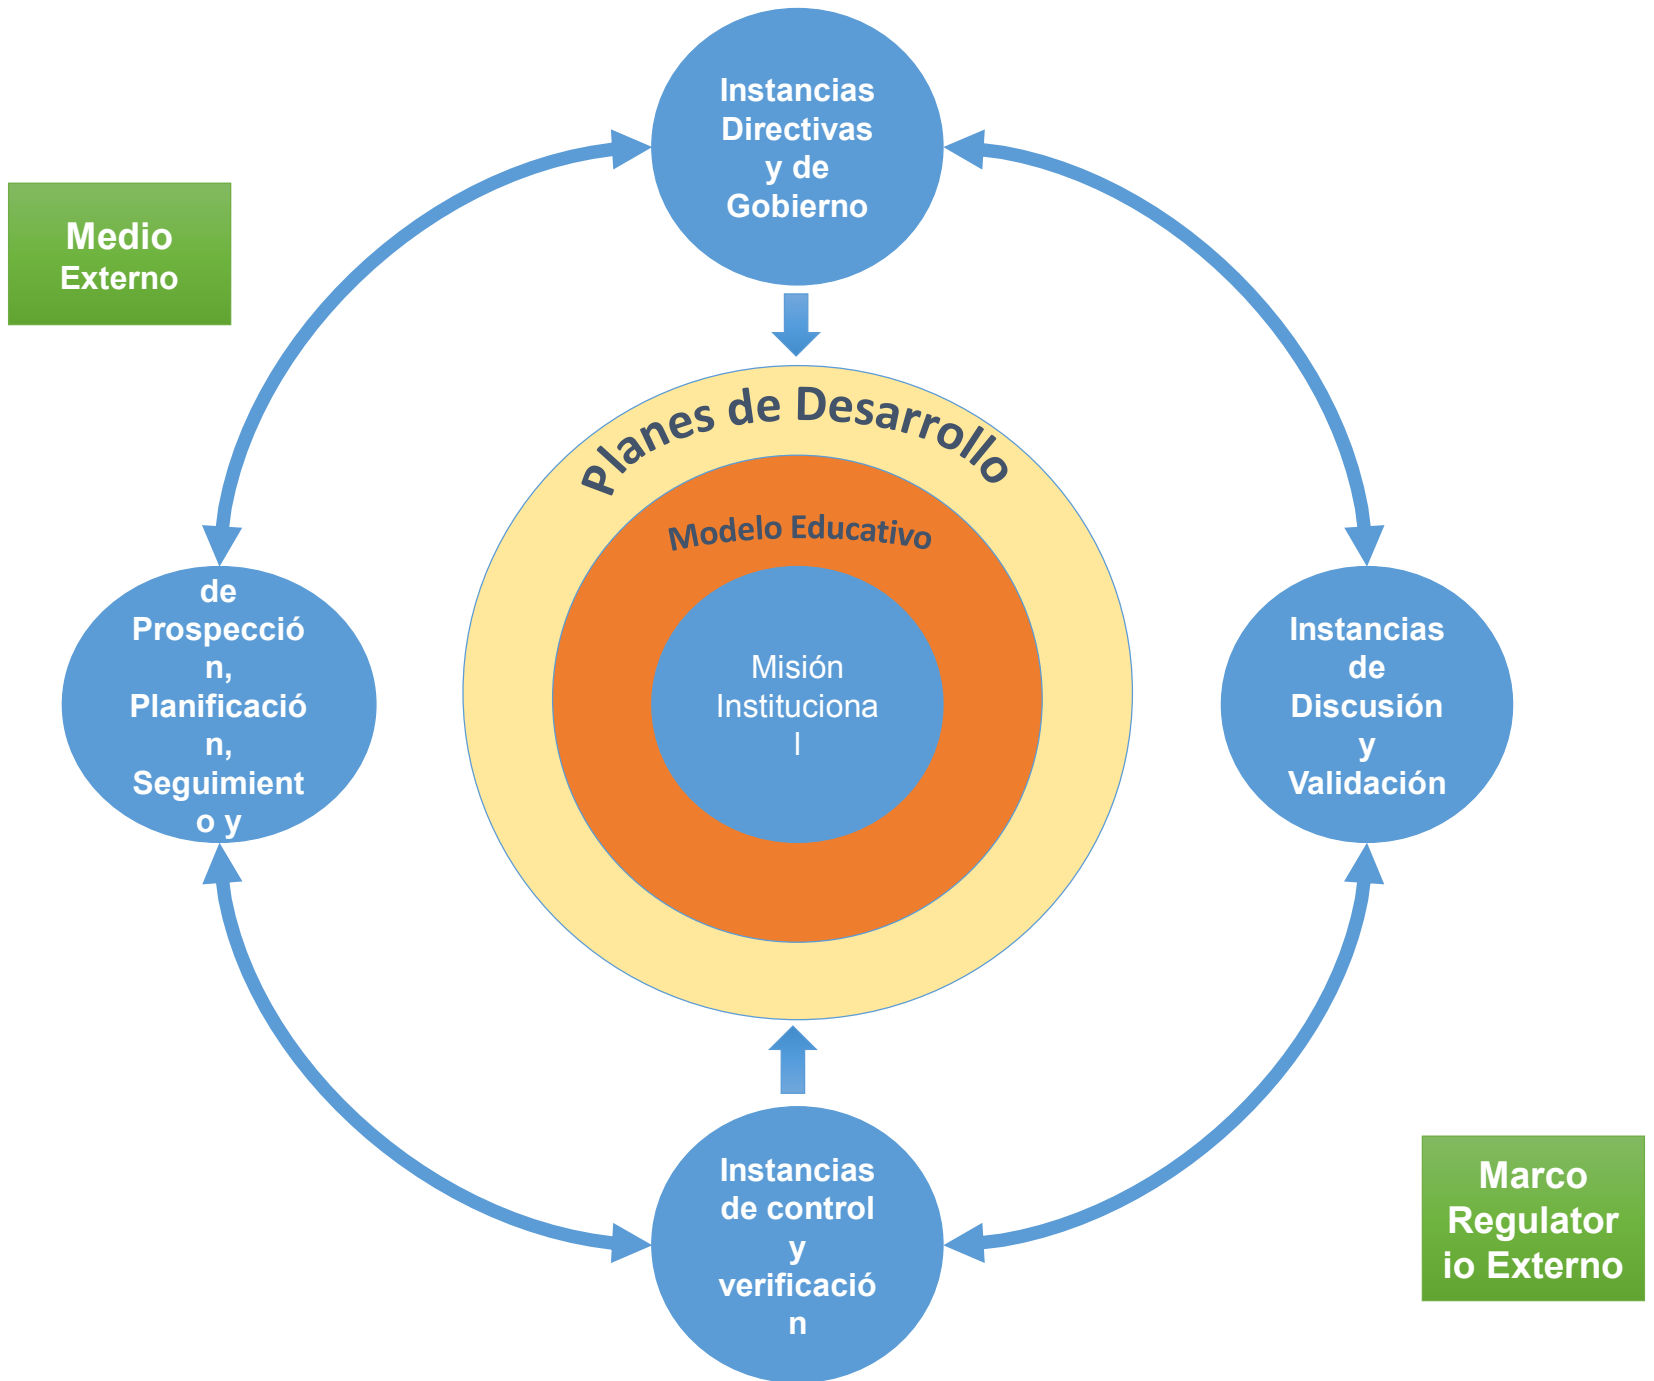 Instancias
Directivas
y de
Gobierno
Medio
Externo
Planes de Desarrollo
Modelo Educativo
de
Prospecció
n,
Planificació
n,
Seguimient
o y
Misión
Instituciona
l
Instancias
de
Discusión
y
Validación
Instancias
de control
y
verificació
n
Marco
Regulator
io Externo